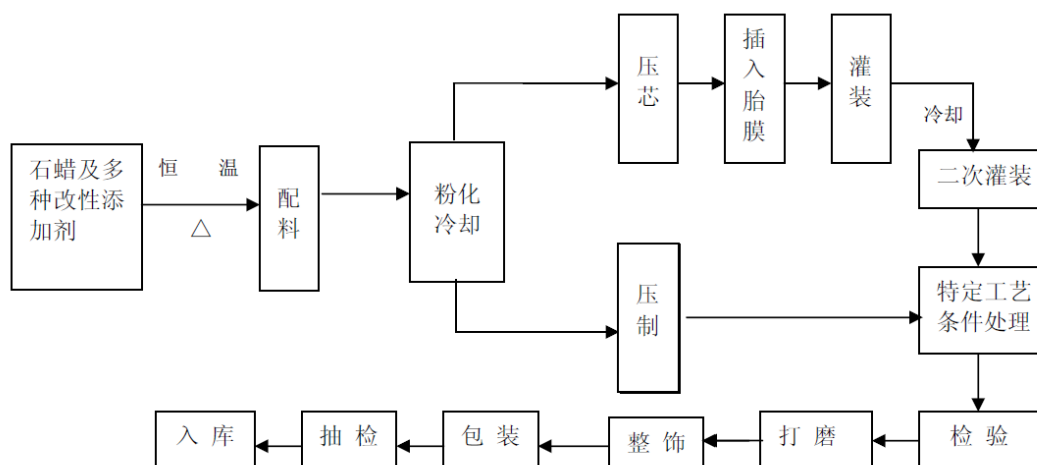 石蜡及多
种改性添
加剂
恒 温
△
配
料
粉化
冷却
压
芯
插
入
胎
膜
灌
装
冷却
二次灌装
压
制
特定工艺
条件处理
检 验
打 磨
整 饰
包 装
抽 检
入 库